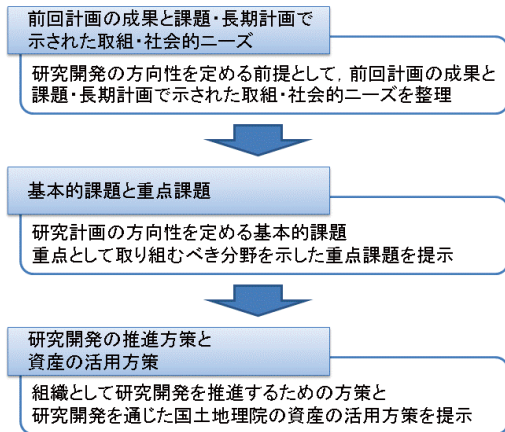 前回計画の成果と課題・長期計画で
示された取組・社会的ニーズ
研究開発の方向性を定める前提として，前回計画の成果と
課題・長期計画で示された取組・社会的ニーズを整理
基本的課題と重点課題
研究計画の方向性を定める基本的課題
重点として取り組むべき分野を示した重点課題を提示
研究開発の推進方策と
資産の活用方策
組織として研究開発を推進するための方策と
研究開発を通じた国土地理院の資産の活用方策を提示